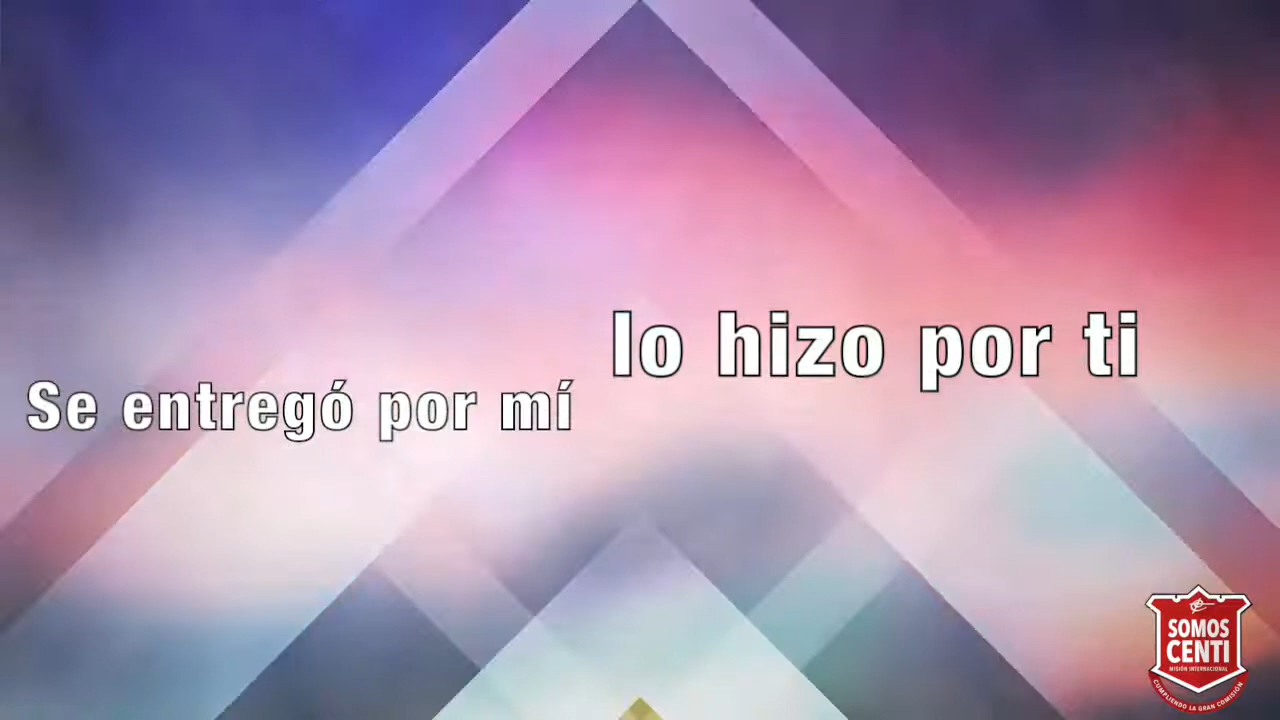 Se entregó por mí
lo hizo por ti
SOMOS
CENTI
MISIÓN INTERNACIONAL
CUMPLIENDO LA GRAN COMISIÓN